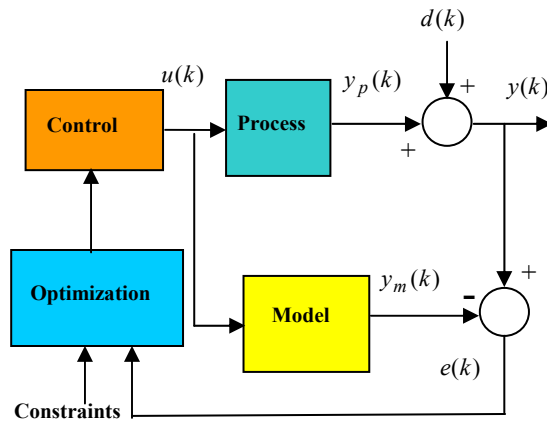 d(k)
u(k)
y_p(k)
+
y(k)
Control
Process
+
Optimization
y_m(k)
+
-
Model
e(k)
Constraints